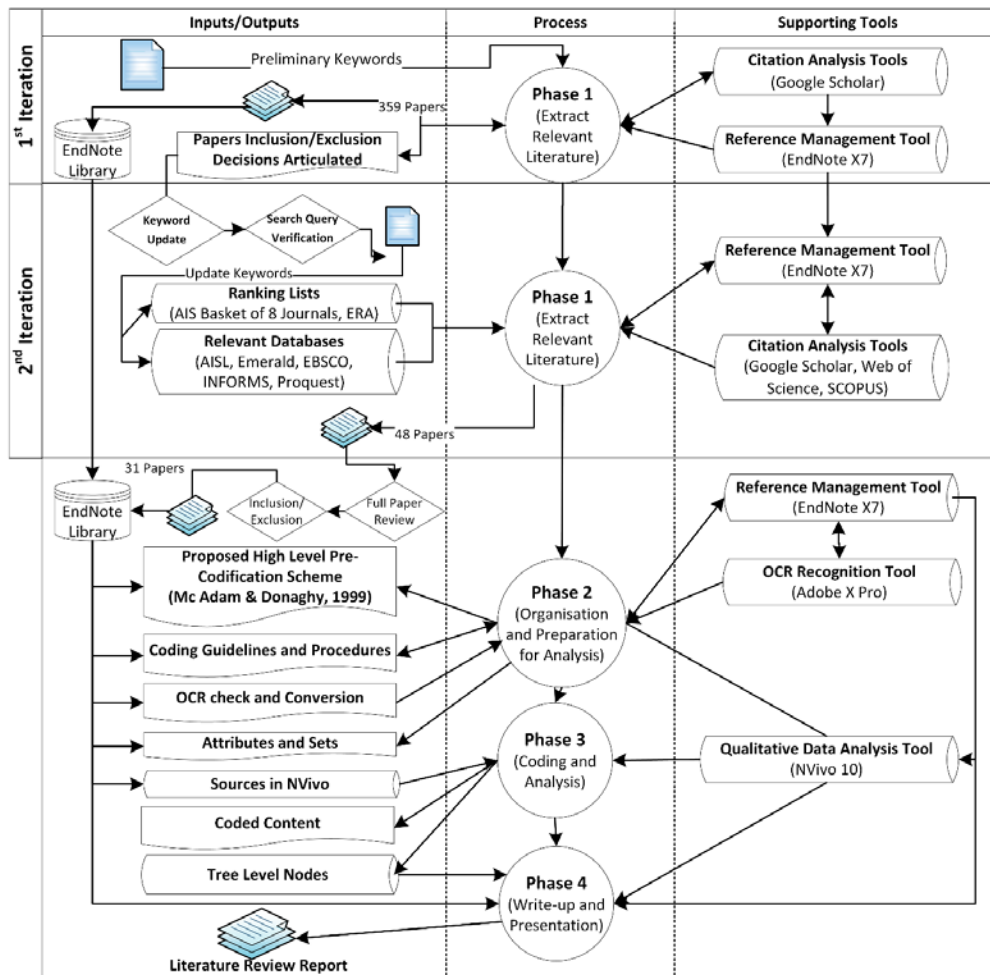 Inputs/Outputs
Process
Supporting Tools
1st Iteration
Preliminary Keywords
359 Papers
EndNote
Library
Papers Inclusion/Exclusion
Decisions Articulated
Phase 1
(Extract
Relevant
Literature)
Citation Analysis Tools
(Google Scholar)
Reference Management Tool
(EndNote X7)
2nd Iteration
Keyword
Update
Search Query
Verification
Update Keywords
Ranking Lists
(AIS Basket of 8 Journals, ERA)
Relevant Databases
(AISL, Emerald, EBSCO,
INFORMS, Proquest)
Phase 1
(Extract
Relevant
Literature)
Reference Management Tool
(EndNote X7)
Citation Analysis Tools
(Google Scholar, Web of
Science, SCOPUS)
48 Papers
31 Papers
EndNote
Library
Inclusion/
Exclusion
Full Paper
Review
Proposed High Level Pre-
Codification Scheme
(Mc Adam & Donaghy, 1999)
Coding Guidelines and Procedures
OCR check and Conversion
Attributes and Sets
Sources in NVivo
Coded Content
Tree Level Nodes
Literature Review Report
Phase 2
(Organisation
and Preparation
for Analysis)
Phase 3
(Coding and
Analysis)
Phase 4
(Write-up and
Presentation)
Reference Management Tool
(EndNote X7)
OCR Recognition Tool
(Adobe X Pro)
Qualitative Data Analysis Tool
(NVivo 10)